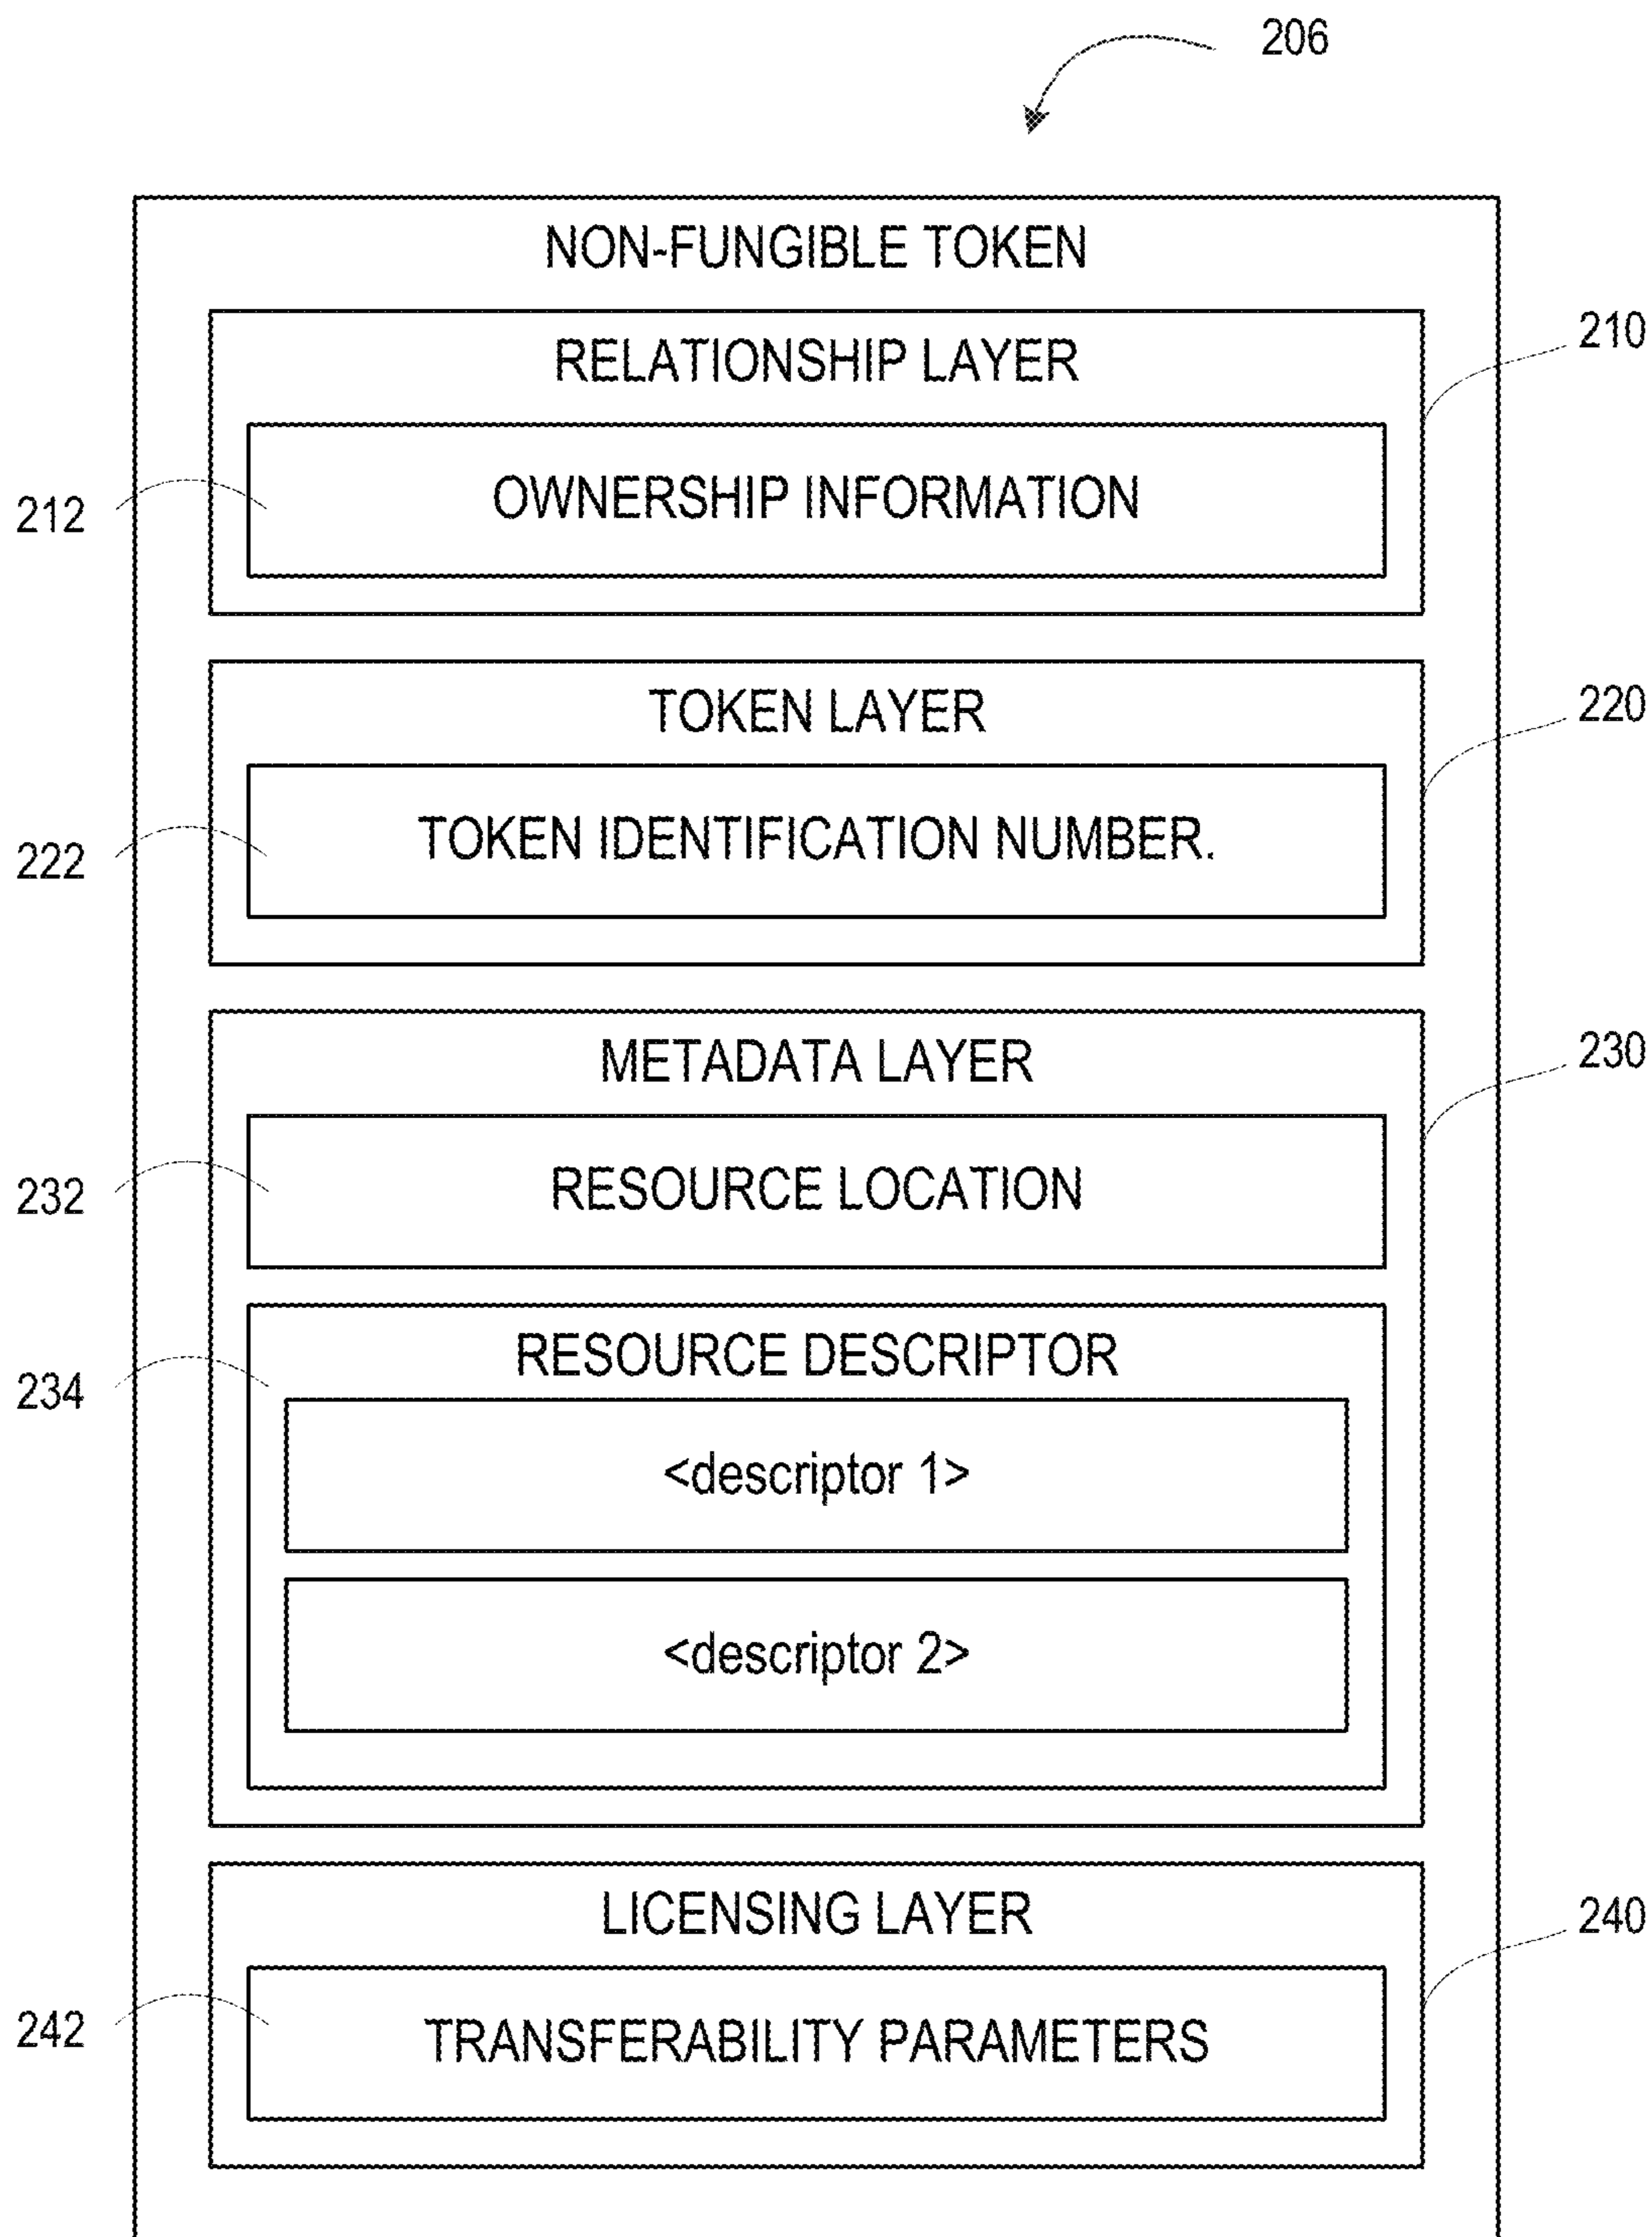 206
NON-FUNGIBLE TOKEN
RELATIONSHIP LAYER
210
OWNERSHIP INFORMATION
212
TOKEN LAYER
220
TOKEN IDENTIFICATION NUMBER.
222
METADATA LAYER
230
RESOURCE LOCATION
232
RESOURCE DESCRIPTOR
234
<descriptor 1>
<descriptor 2>
LICENSING LAYER
240
TRANSFERABILITY PARAMETERS
242